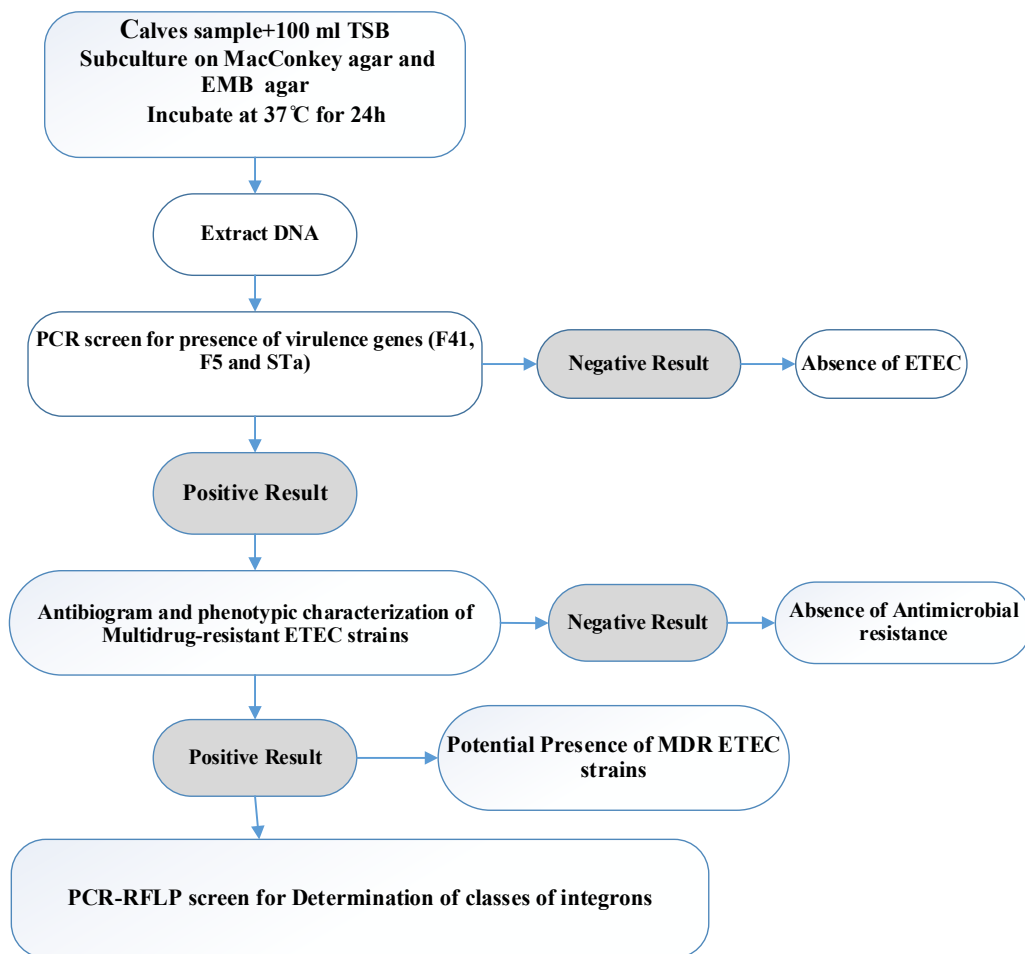 Calves sample+100 ml TSB
Subculture on MacConkey agar and
EMB agar
Incubate at 37℃ for 24h
Extract DNA
PCR screen for presence of virulence genes (F41,
F5 and STa)
Negative Result
Absence of ETEC
Positive Result
Antibiogram and phenotypic characterization of
Multidrug-resistant ETEC strains
Negative Result
Absence of Antimicrobial
resistance
Positive Result
Potential Presence of MDR ETEC
strains
PCR-RFLP screen for Determination of classes of integrons